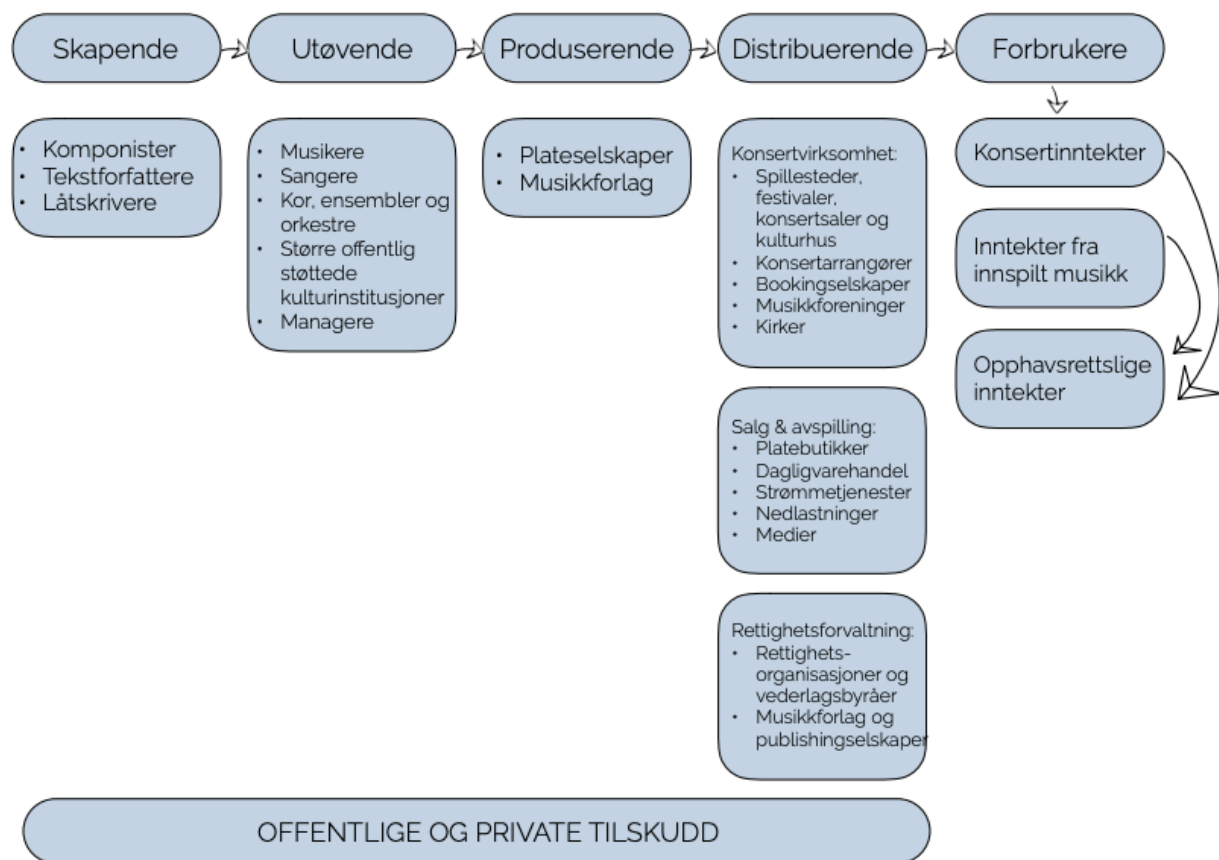 Skapende
Utøvende
Produserende
Distribuerende
Forbrukere
• Komponister
• Tekstforfattere
• Låtskrivere
• Musikere
• Sangere
• Kor, ensembler og
orkestre
• Større offentlig
støttede
kulturinstitusjoner
• Managere
• Plateselskaper
• Musikkforlag
Konsertvirksomhet:
• Spillesteder,
festivaler,
konsertsaler og
kulturhus
• Konsertarrangører
• Bookingselskaper
• Musikkforeninger
• Kirker
Salg & avspilling:
• Platebutikker
• Dagligvarehandel
• Strømmetjenester
• Nedlastninger
• Medier
Rettighetsforvaltning:
• Rettighets-
organisasjoner og
vederlagsbyråer
• Musikkforlag og
publishingselskaper
Konsertinntekter
Inntekter fra
innspilt musikk
Opphavsrettslige
inntekter
OFFENTLIGE OG PRIVATE TILSKUDD